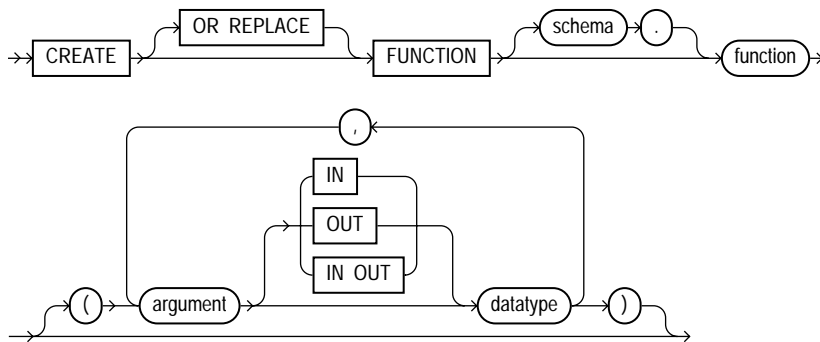 OR REPLACE schema .
CREATE FUNCTION function
,
IN
OUT
IN OUT
( argument datatype )